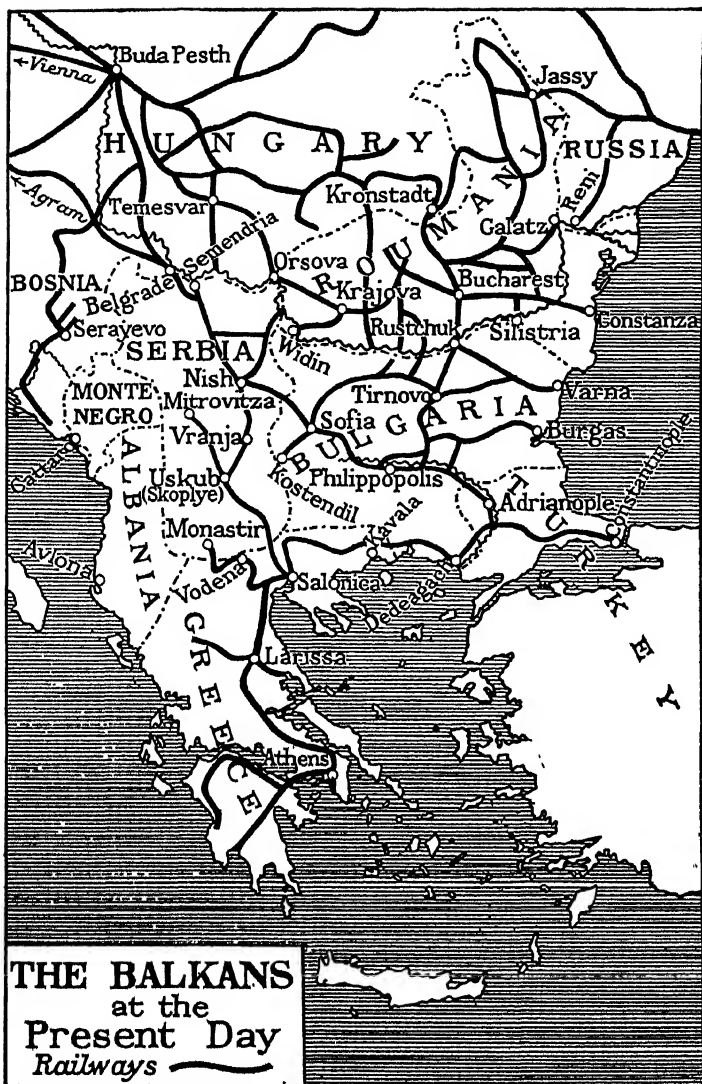 Buda Pesth
←Vienna
Jassy
HUNGARY
RUSSIA
←Agram
Temesvar
Kronstadt
ROUMANIA
Galatz
Reni
Semendria
Orsova
BOSNIA
Belgrade
Krajova
Bucharest
Serayevo
Rustchuk
Silistria
Constanza
SERBIA
Widin
Nish
Tirnovo
Varna
MONTE
NEGRO
Mitrovitza
Sofia
BULGARIA
Burgas
Vranja
Cattaro
Uskub
(Skoplye)
Kostendil
Philippopolis
Adrianople
Constantinople
ALBANIA
Monastir
Kavala
TURKEY
Avlona
Vodena
Salonica
Dedeagach
GREECE
Larissa
Athens
THE BALKANS
at the
Present Day
Railways